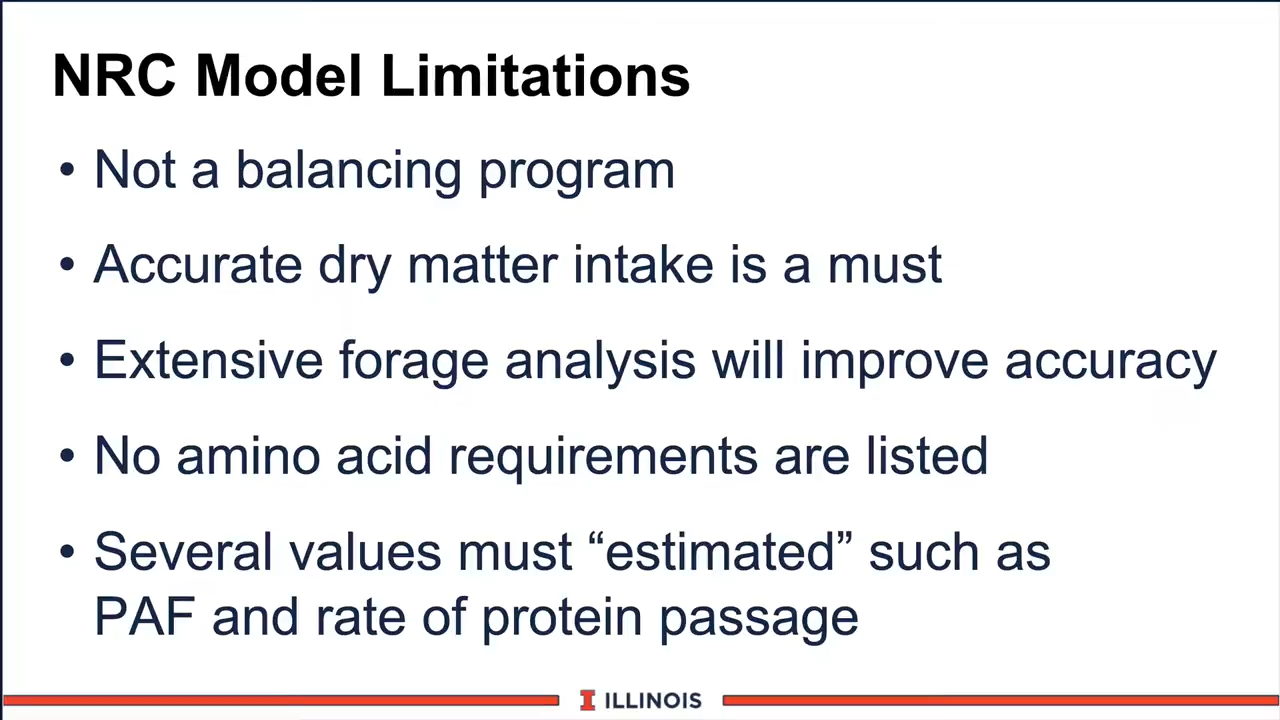 NRC Model Limitations
• Not a balancing program
• Accurate dry matter intake is a must
• Extensive forage analysis will improve accuracy
• No amino acid requirements are listed
• Several values must “estimated” such as
PAF and rate of protein passage
I ILLINOIS